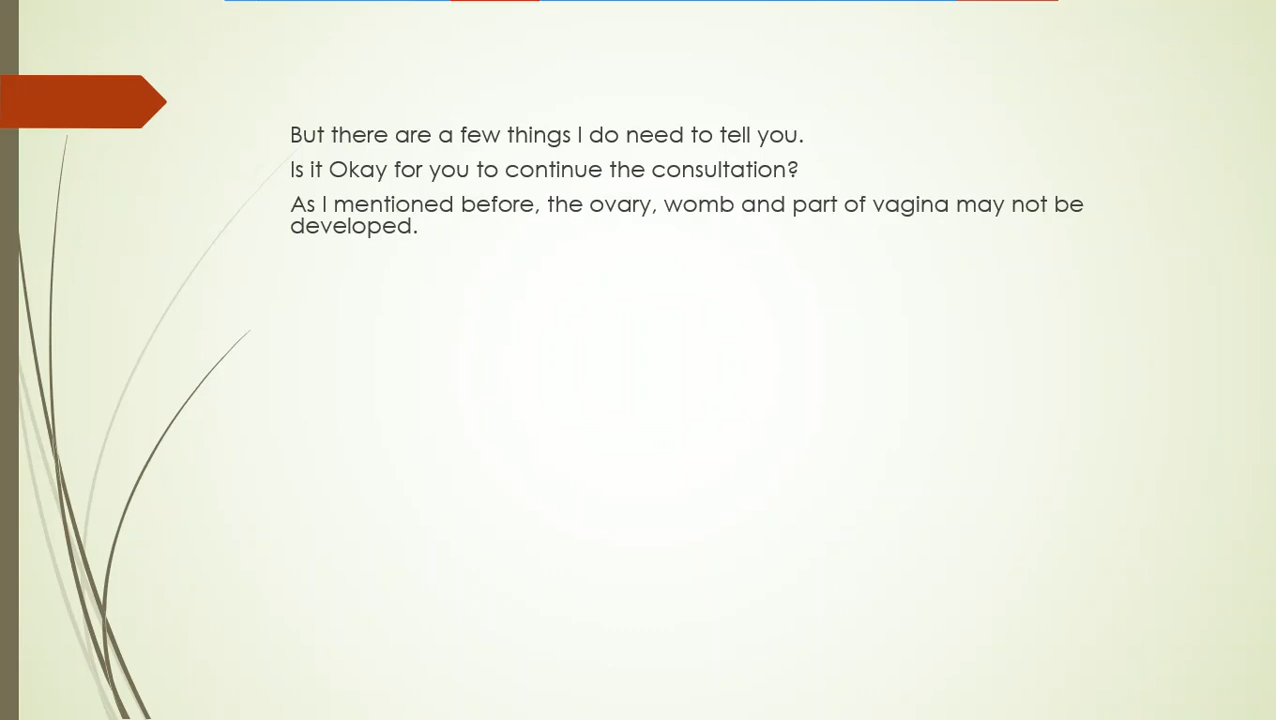 But there are a few things I do need to tell you.
Is it Okay for you to continue the consultation?
As I mentioned before, the ovary, womb and part of vagina may not be
developed.